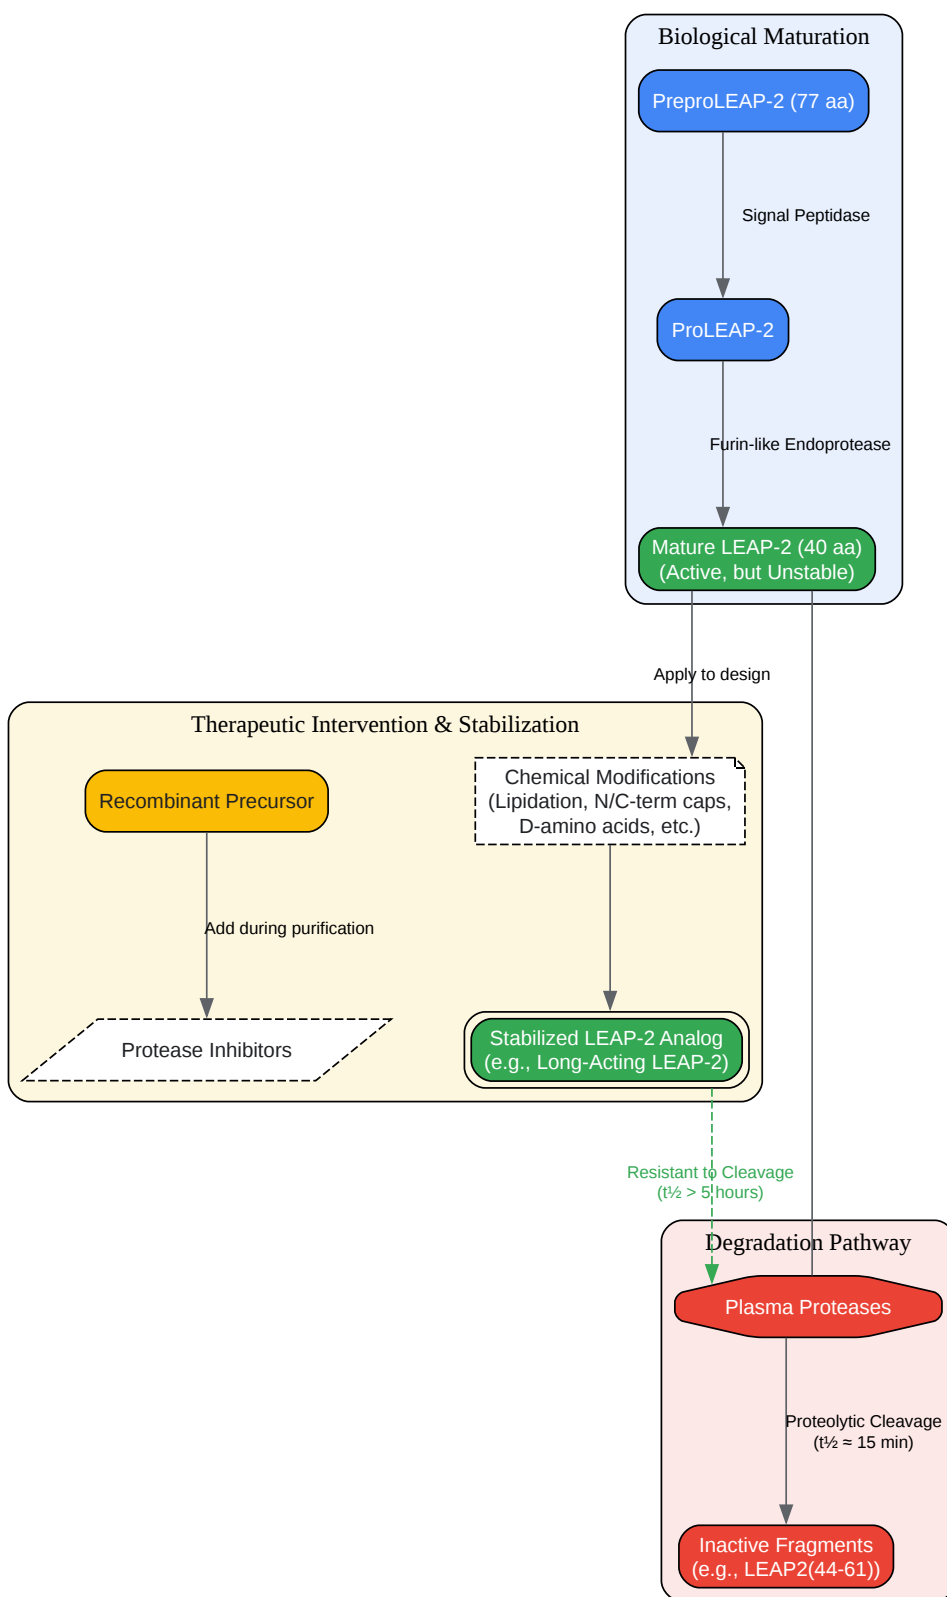 Biological Maturation
PreproLEAP-2 (77 aa)
Signal Peptidase
ProLEAP-2
Furin-like Endoprotease
Mature LEAP-2 (40 aa)
(Active, but Unstable)
Apply to design
Therapeutic Intervention & Stabilization
Recombinant Precursor
Chemical Modifications
(Lipidation, N/C-term caps,
D-amino acids, etc.)
Add during purification
Protease Inhibitors
Stabilized LEAP-2 Analog
(e.g., Long-Acting LEAP-2)
Resistant to Cleavage
(t½ > 5 hours)
Degradation Pathway
Plasma Proteases
Proteolytic Cleavage
(t½ ≈ 15 min)
Inactive Fragments
(e.g., LEAP2(44-61))